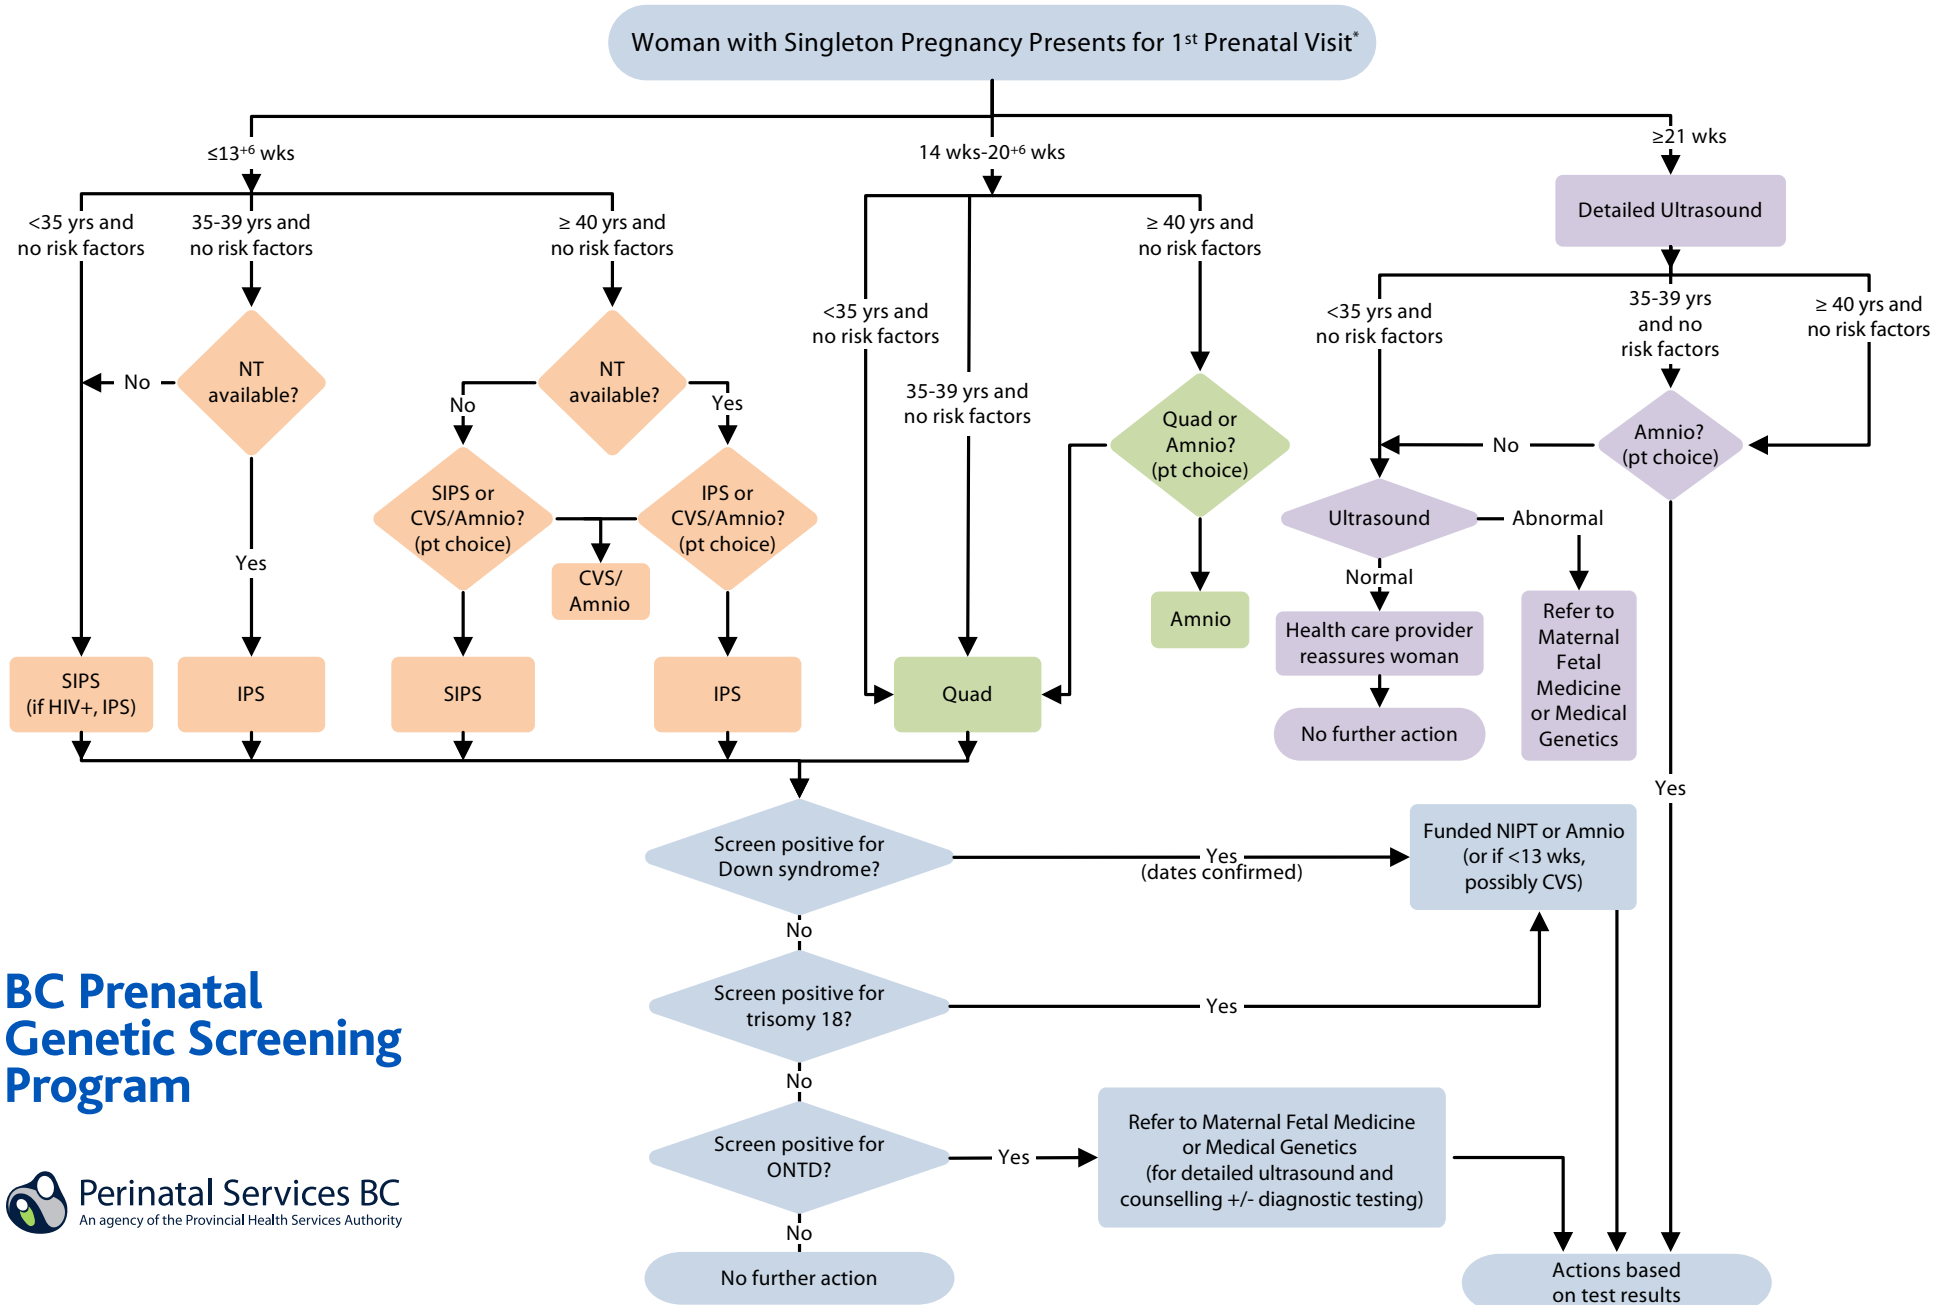 Woman with Singleton Pregnancy Presents for 1st Prenatal Visit*
≤13+6 wks
14 wks-20+6 wks
≥21 wks
<35 yrs and
no risk factors
35-39 yrs and
no risk factors
≥ 40 yrs and
no risk factors
NT
available?
No
Yes
NT
available?
No
Yes
SIPS or
CVS/Amnio?
(pt choice)
IPS or
CVS/Amnio?
(pt choice)
CVS/
Amnio
SIPS
(if HIV+, IPS)
IPS
SIPS
IPS
<35 yrs and
no risk factors
35-39 yrs and
no risk factors
≥ 40 yrs and
no risk factors
Quad or
Amnio?
(pt choice)
Amnio
Quad
Detailed Ultrasound
<35 yrs and
no risk factors
35-39 yrs
and no
risk factors
≥ 40 yrs and
no risk factors
Amnio?
(pt choice)
No
Yes
Ultrasound
Abnormal
Normal
Health care provider
reassures woman
No further action
Refer to
Maternal
Fetal
Medicine
or Medical
Genetics
Screen positive for
Down syndrome?
Yes
(dates confirmed)
Funded NIPT or Amnio
(or if <13 wks,
possibly CVS)
No
Screen positive for
trisomy 18?
Yes
No
Screen positive for
ONTD?
Yes
Refer to Maternal Fetal Medicine
or Medical Genetics
(for detailed ultrasound and
counselling +/- diagnostic testing)
No
No further action
Actions based
on test results
BC Prenatal
Genetic Screening
Program
Perinatal Services BC
An agency of the Provincial Health Services Authority